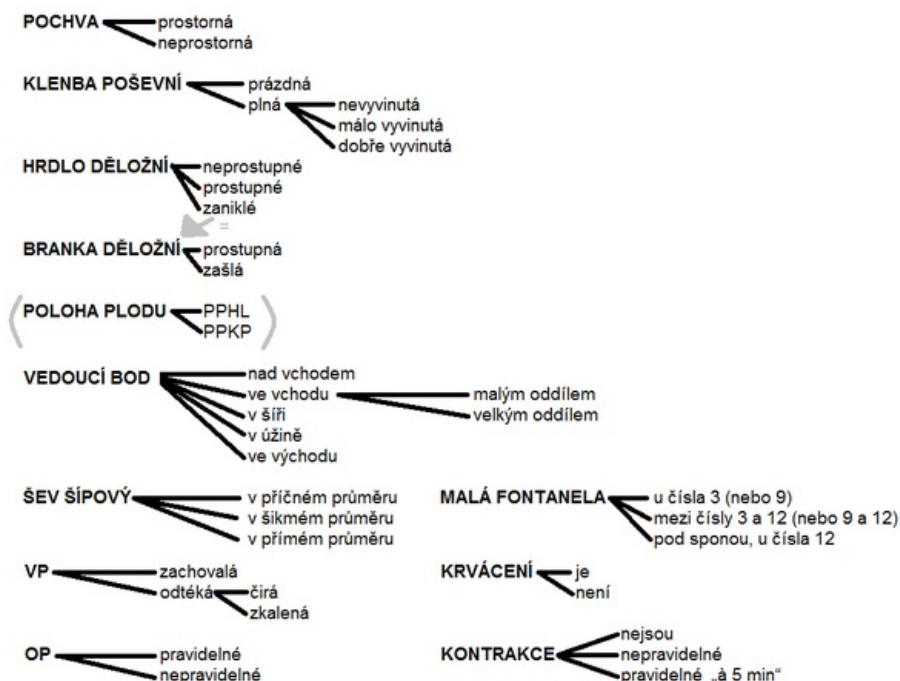 POCHVA prostorná
neprostorná
KLENBA POŠEVNÍ prázdná
plná nevyvinutá
málo vyvinutá
dobře vyvinutá
HRDLO DĚLOŽNÍ neprostupné
prostupné
zaniklé
=
BRANKA DĚLOŽNÍ prostupná
zašlá
( POLOHA PLODU PPHL )
PPKP
VEDOUCÍ BOD nad vchodem
ve vchodu malým oddílem
v šíři velkým oddílem
v úžině
ve východu
ŠEV ŠÍPOVÝ v příčném průměru MALÁ FONTANELA u čísla 3 (nebo 9)
v šikmém průměru mezi čísly 3 a 12 (nebo 9 a 12)
v přímém průměru pod sponou, u čísla 12
VP zachovalá KRVÁCENÍ je
odtéká čirá není
zkalená
nejsou
OP pravidelné KONTRAKCE nepravidelné
nepravidelné pravidelné „à 5 min“